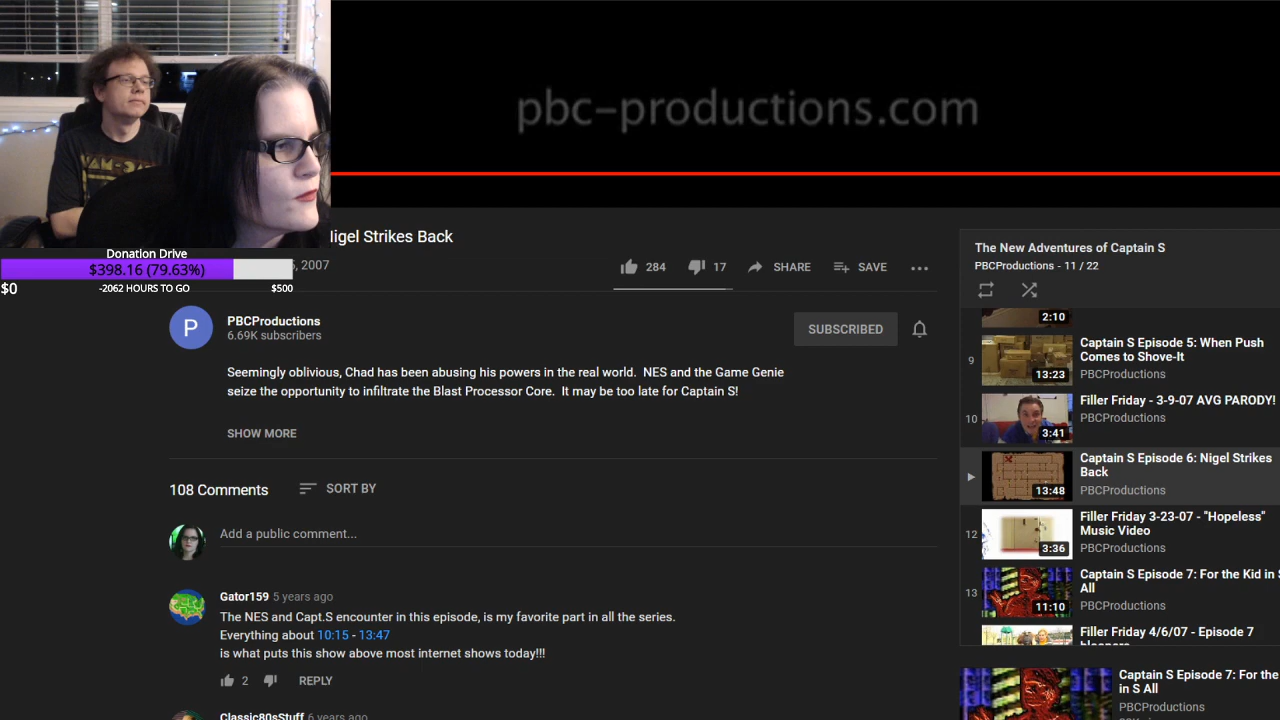 pbc-productions.com
igel Strikes Back
, 2007
284
17
SHARE
SAVE
Donation Drive
$398.16 (79.63%)
$0
-2062 HOURS TO GO
$500
PBCProductions
6.69K subscribers
SUBSCRIBED
Seemingly oblivious, Chad has been abusing his powers in the real world. NES and the Game Genie
seize the opportunity to infiltrate the Blast Processor Core. It may be too late for Captain S!
SHOW MORE
108 Comments
SORT BY
Add a public comment...
Gator159 5 years ago
The NES and Capt.S encounter in this episode, is my favorite part in all the series.
Everything about 10:15 - 13:47
is what puts this show above most internet shows today!!!
2
REPLY
Classic80sStuff 6 years ago
The New Adventures of Captain S
PBCProductions - 11 / 22
2:10
9
13:23
Captain S Episode 5: When Push
Comes to Shove-It
PBCProductions
10
3:41
Filler Friday - 3-9-07 AVG PARODY!
PBCProductions
13:48
Captain S Episode 6: Nigel Strikes
Back
PBCProductions
12
3:36
Filler Friday 3-23-07 - "Hopeless"
Music Video
PBCProductions
13
11:10
Captain S Episode 7: For the Kid in S
All
PBCProductions
Filler Friday 4/6/07 - Episode 7
bloopers
Captain S Episode 7: For the
in S All
PBCProductions